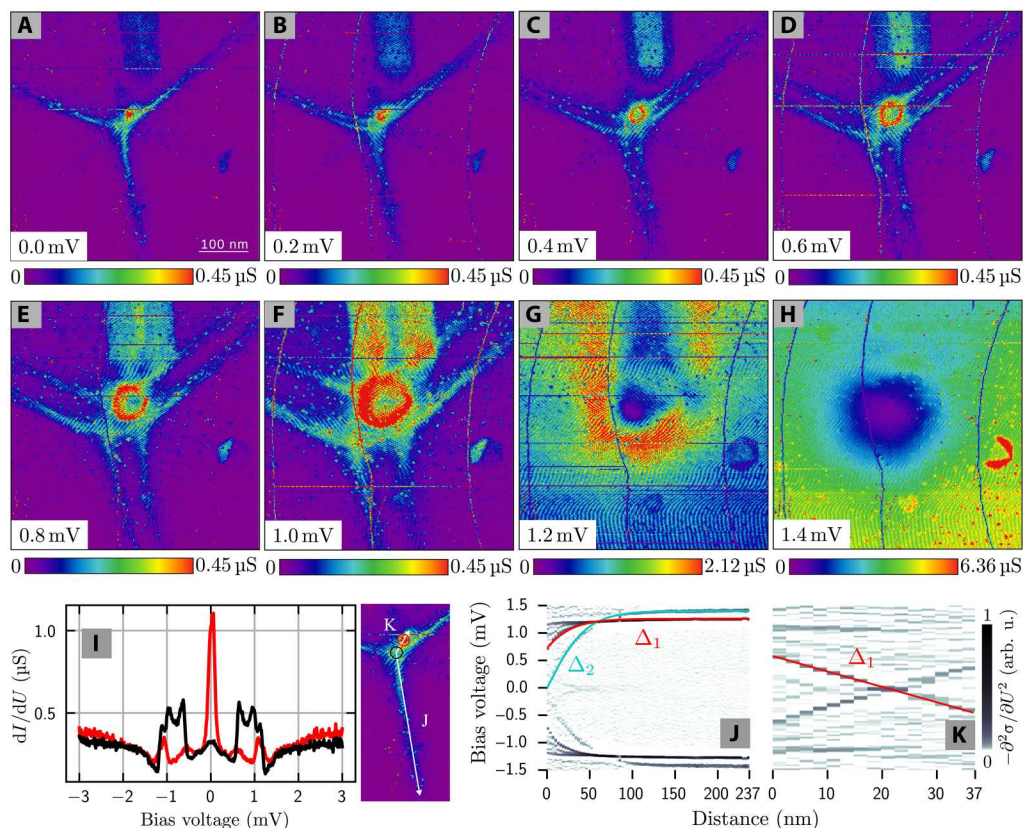 A
B
C
D
0.0 mV
100 nm
0.2 mV
0.4 mV
0.6 mV
0 0.45 µS
0 0.45 µS
0 0.45 µS
0 0.45 µS
E
F
G
H
0.8 mV
1.0 mV
1.2 mV
1.4 mV
0 0.45 µS
0 0.45 µS
0 2.12 µS
0 6.36 µS
I
dI/dU (µS)
1.0
0.5
−3 −2 −1 0 1 2 3
Bias voltage (mV)
K
J
Bias voltage (mV)
1.5
1.0
0.5
0.0
−0.5
−1.0
−1.5
Δ₁
Δ₂
J
0 50 100 150 200 237
Δ₁
K
0 10 20 30 37
Distance (nm)
1
0
−∂²σ/∂U² (arb. u.)